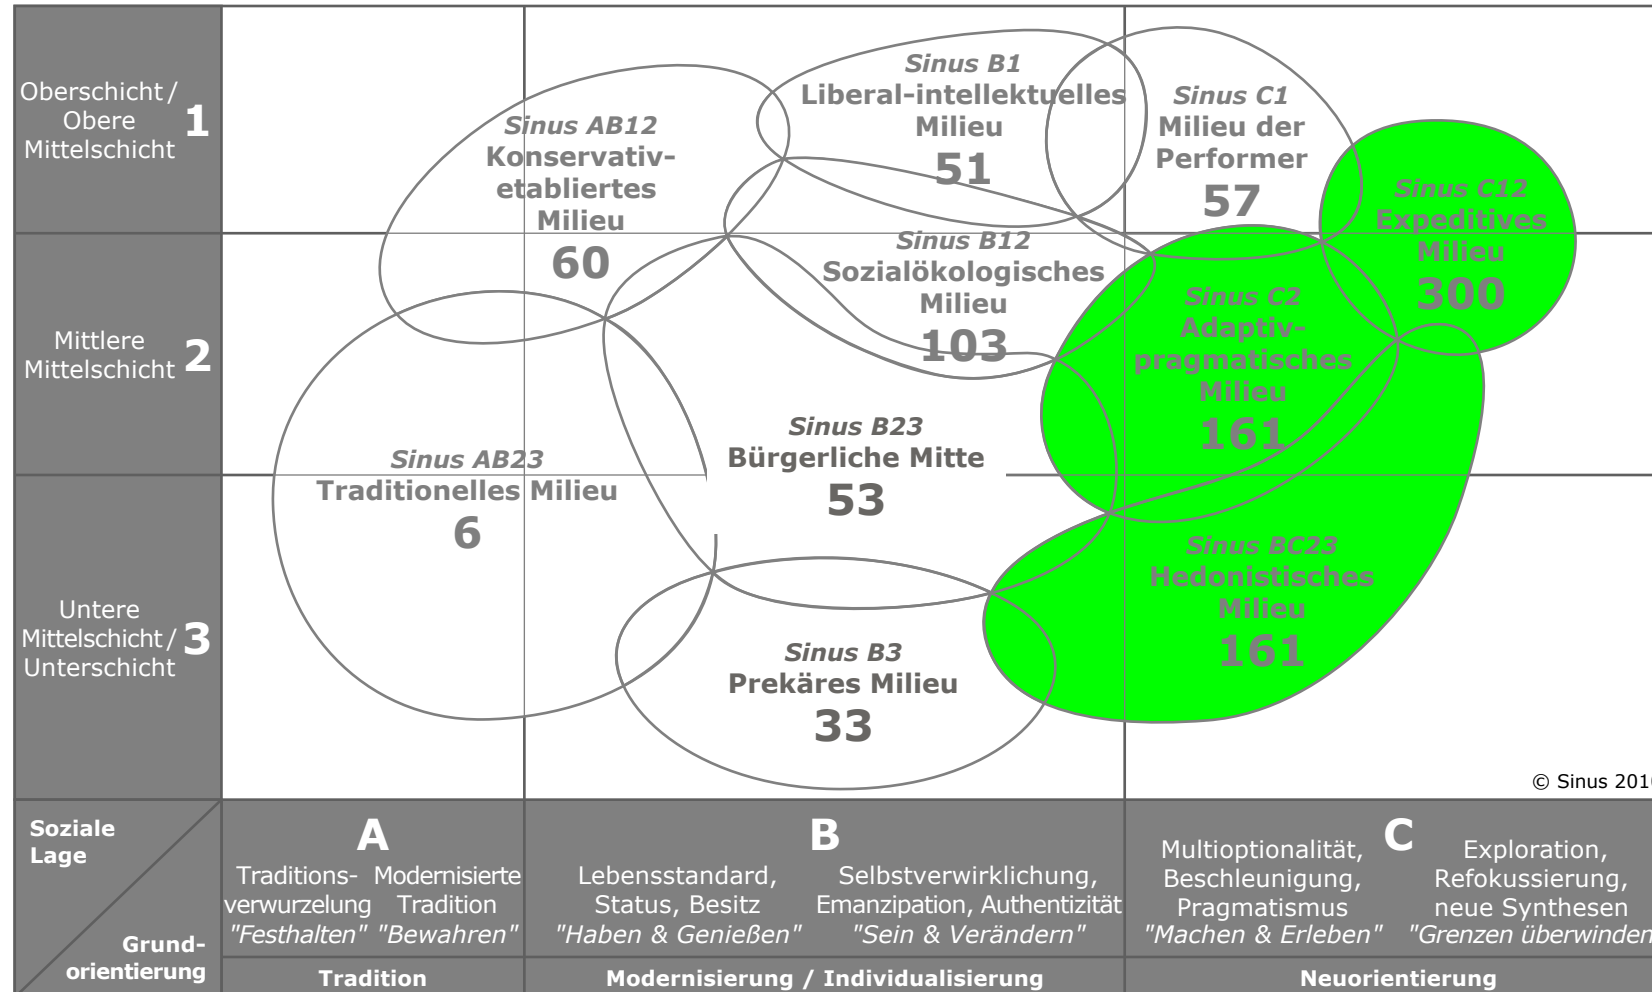 Oberschicht /
Obere
Mittelschicht
1
Mittlere
Mittelschicht
2
Untere
Mittelschicht /
Unterschicht
3
Sinus AB12
Konservativ-
etabliertes
Milieu
60
Sinus B1
Liberal-intellektuelles
Milieu
51
Sinus C1
Milieu der
Performer
57
Sinus C12
Expeditives
Milieu
300
Sinus B12
Sozialökologisches
Milieu
103
Sinus C2
Adaptiv-
pragmatisches
Milieu
161
Sinus AB23
Traditionelles Milieu
6
Sinus B23
Bürgerliche Mitte
53
Sinus BC23
Hedonistisches
Milieu
161
Sinus B3
Prekäres Milieu
33
© Sinus
Soziale
Lage
Grund-
orientierung
A
Traditions-
verwurzelung
"Festhalten"
Modernisierte
Tradition
"Bewahren"
B
Lebensstandard,
Status, Besitz
"Haben & Genießen"
Selbstverwirklichung,
Emanzipation, Authentizität
"Sein & Verändern"
C
Multioptionalität,
Beschleunigung,
Pragmatismus
"Machen & Erleben"
Exploration,
Refokussierung,
neue Synthesen
"Grenzen überwinden
Tradition
Modernisierung / Individualisierung
Neuorientierung